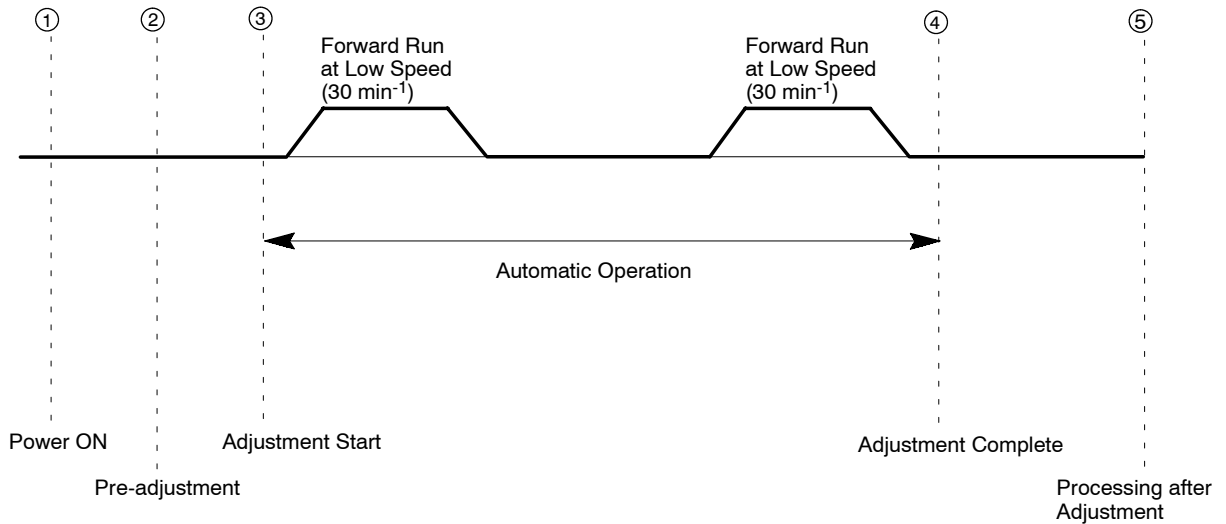 ① ② ③ ④ ⑤
Forward Run
at Low Speed
(30 min-1)
Forward Run
at Low Speed
(30 min-1)
Automatic Operation
Power ON
Adjustment Start
Adjustment Complete
Pre-adjustment
Processing after
Adjustment